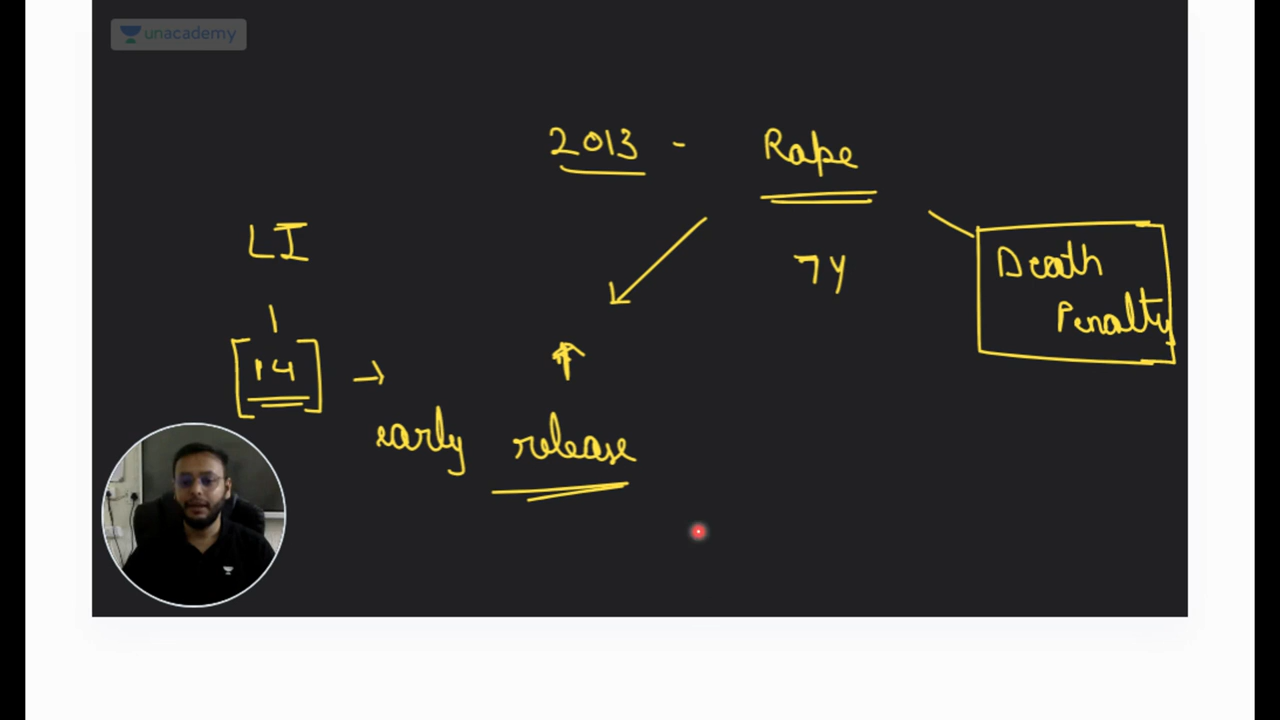 unacademy
2013 - Rape
LI
7Y
Death
Penalty
[14] →
early release